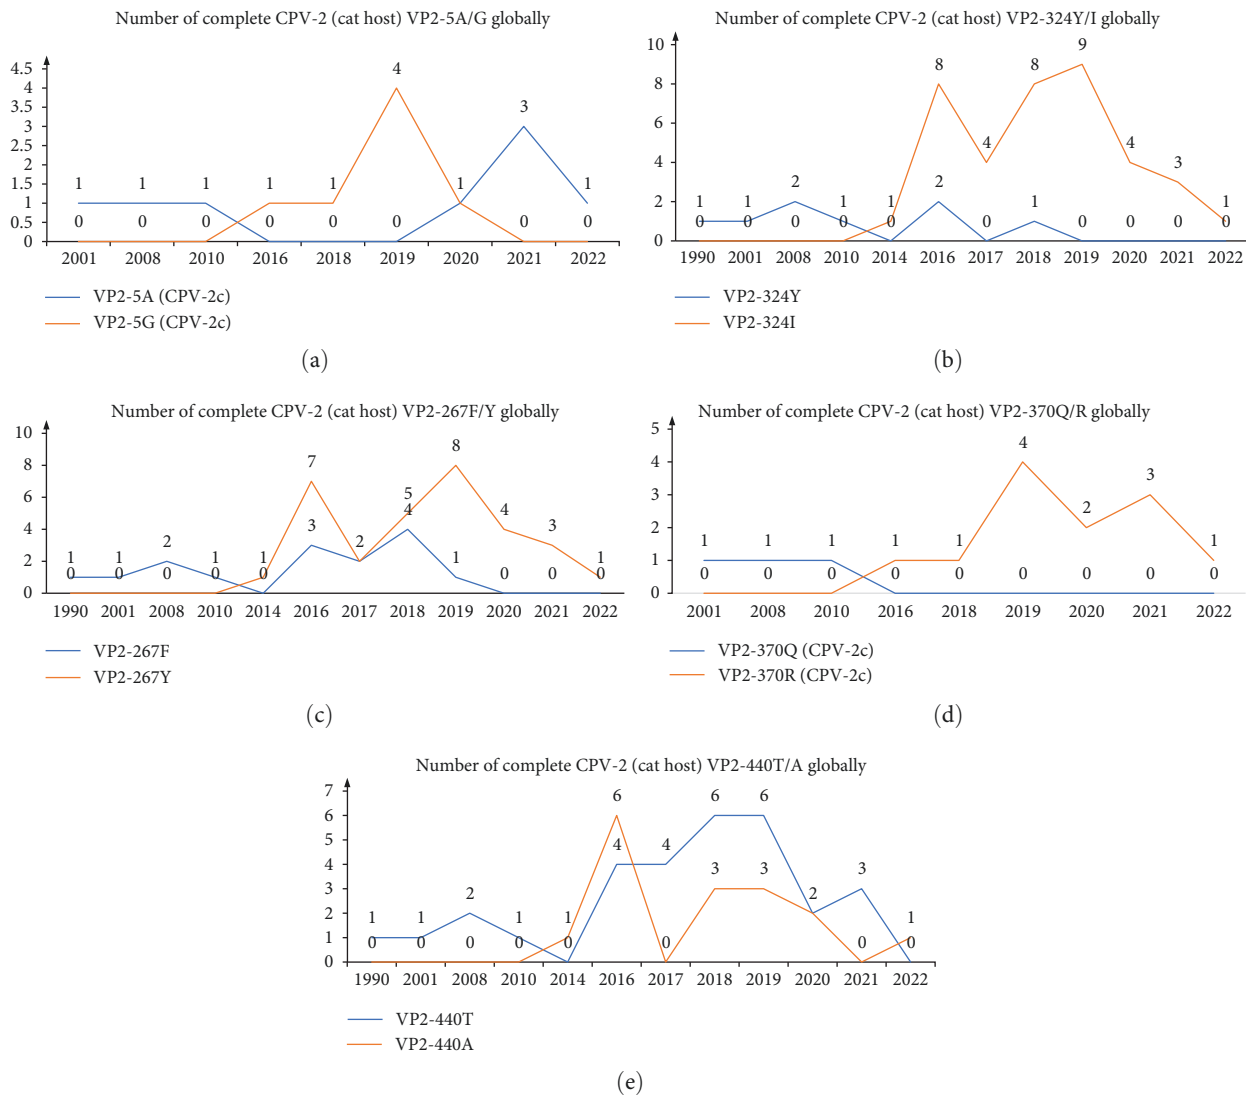 Number of complete CPV-2 (cat host) VP2-5A/G globally
4.5
4
3.5
3
2.5
2
1.5
1
0.5
0
1 1 1 1 1 4 1 3 1
0 0 0 0 0 0 0 0
2001 2008 2010 2016 2018 2019 2020 2021 2022
VP2-5A (CPV-2c)
VP2-5G (CPV-2c)
(a)
Number of complete CPV-2 (cat host) VP2-324Y/I globally
10
8
6
4
2
0
1 1 2 1 1 8 4 8 9 4 3 1
0 0 0 0 0 2 0 1 0 0 0 0
1990 2001 2008 2010 2014 2016 2017 2018 2019 2020 2021 2022
VP2-324Y
VP2-324I
(b)
Number of complete CPV-2 (cat host) VP2-267F/Y globally
10
8
6
4
2
0
1 1 2 1 1 7 2 5 8 4 3 1
0 0 0 0 0 3 4 1 0 0 0
1990 2001 2008 2010 2014 2016 2017 2018 2019 2020 2021 2022
VP2-267F
VP2-267Y
(c)
Number of complete CPV-2 (cat host) VP2-370Q/R globally
5
4
3
2
1
0
1 1 1 1 1 4 2 3 1
0 0 0 0 0 0 0 0 0
2001 2008 2010 2016 2018 2019 2020 2021 2022
VP2-370Q (CPV-2c)
VP2-370R (CPV-2c)
(d)
Number of complete CPV-2 (cat host) VP2-440T/A globally
7
6
5
4
3
2
1
0
1 1 2 1 1 6 4 6 6 2 3 1
0 0 0 0 0 4 0 3 3 0 0
1990 2001 2008 2010 2014 2016 2017 2018 2019 2020 2021 2022
VP2-440T
VP2-440A
(e)